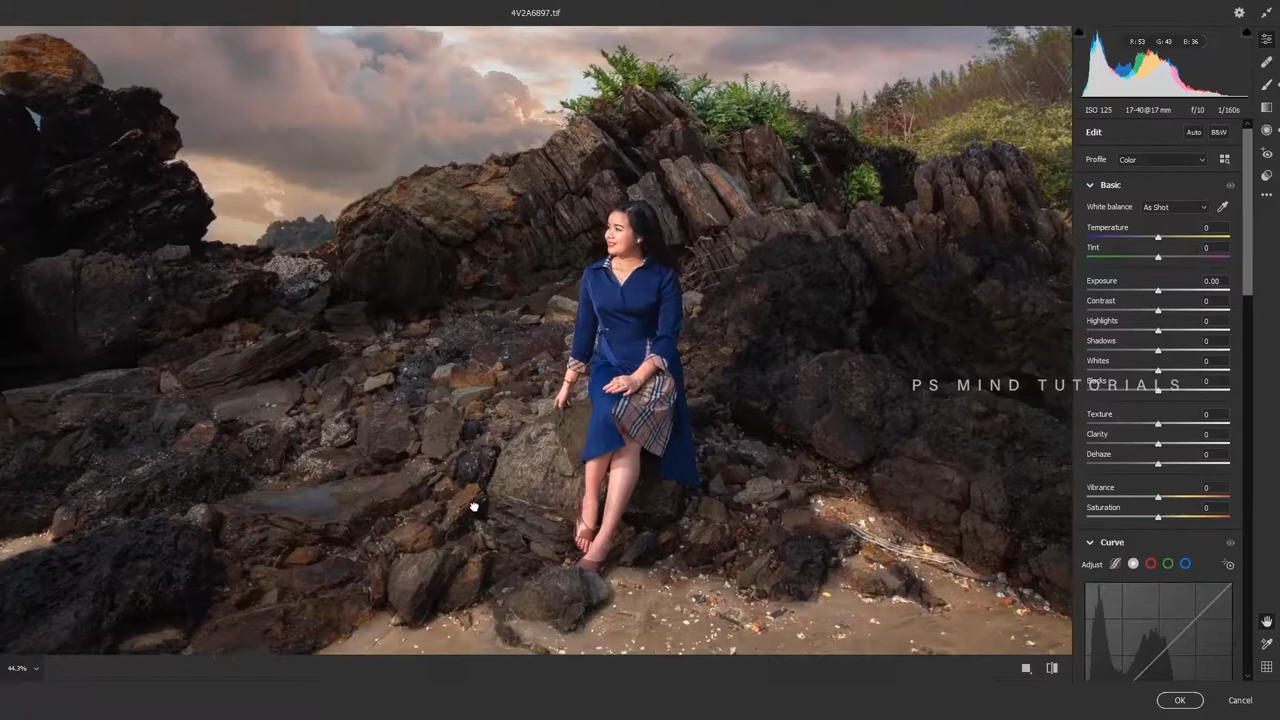 4V2A6897.tif
R: 53 G: 43 B: 36
ISO 125 17-40@17 mm f/10 1/160s
Edit Auto B&W
Profile Color
Basic
White balance As Shot
Temperature 0
Tint 0
Exposure 0.00
Contrast 0
Highlights 0
Shadows 0
Whites 0
Blacks 0
PS MIND TUTORIALS
Texture 0
Clarity 0
Dehaze 0
Vibrance 0
Saturation 0
Curve
Adjust
44.3%
OK Cancel